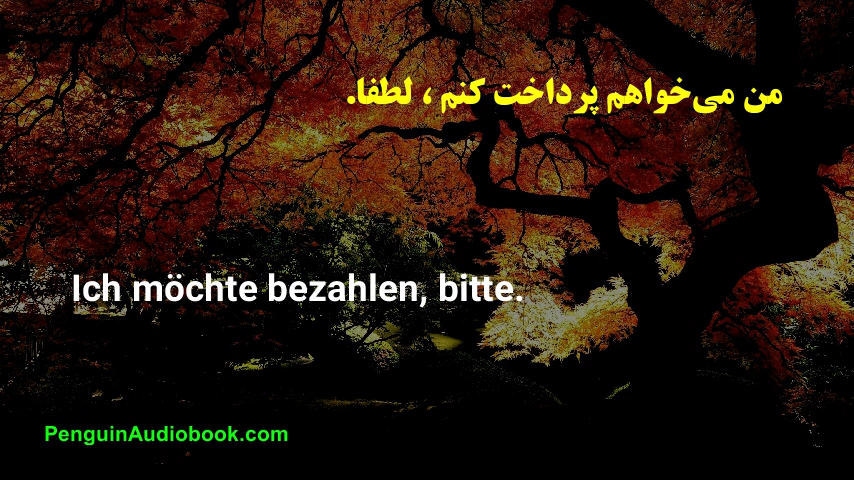 من می‌خواهم پرداخت کنم ، لطفا.
Ich möchte bezahlen, bitte.
PenguinAudiobook.com